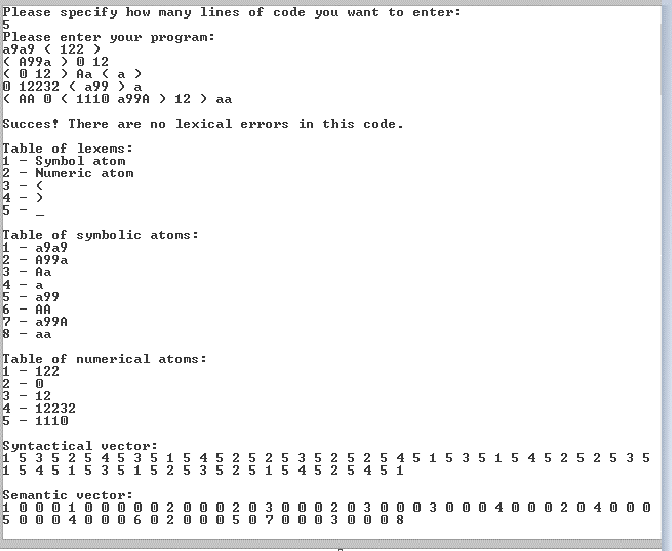 Please specify how many lines of code you want to enter:
5
Please enter your program:
a9a9 ( 122 )
( A99a ) 0 12
( 0 12 ) Aa ( a )
0 12232 ( a99 ) a
( AA 0 ( 1110 a99A ) 12 ) aa
Succes! There are no lexical errors in this code.
Table of lexems:
1 - Symbol atom
2 - Numeric atom
3 - (
4 - )
5 - _
Table of symbolic atoms:
1 - a9a9
2 - A99a
3 - Aa
4 - a
5 - a99
6 - AA
7 - a99A
8 - aa
Table of numerical atoms:
1 - 122
2 - 0
3 - 12
4 - 12232
5 - 1110
Syntactical vector:
1 5 3 5 2 5 4 5 3 5 1 5 4 5 2 5 2 5 3 5 2 5 2 5 4 5 1 5 3 5 1 5 4 5 2 5 2 5 3 5
1 5 4 5 1 5 3 5 1 5 2 5 3 5 2 5 1 5 4 5 2 5 4 5 1
Semantic vector:
1 0 0 0 1 0 0 0 0 0 2 0 0 0 2 0 3 0 0 0 2 0 3 0 0 0 3 0 0 0 4 0 0 0 2 0 4 0 0 0
5 0 0 0 4 0 0 0 6 0 2 0 0 0 5 0 7 0 0 0 3 0 0 0 8